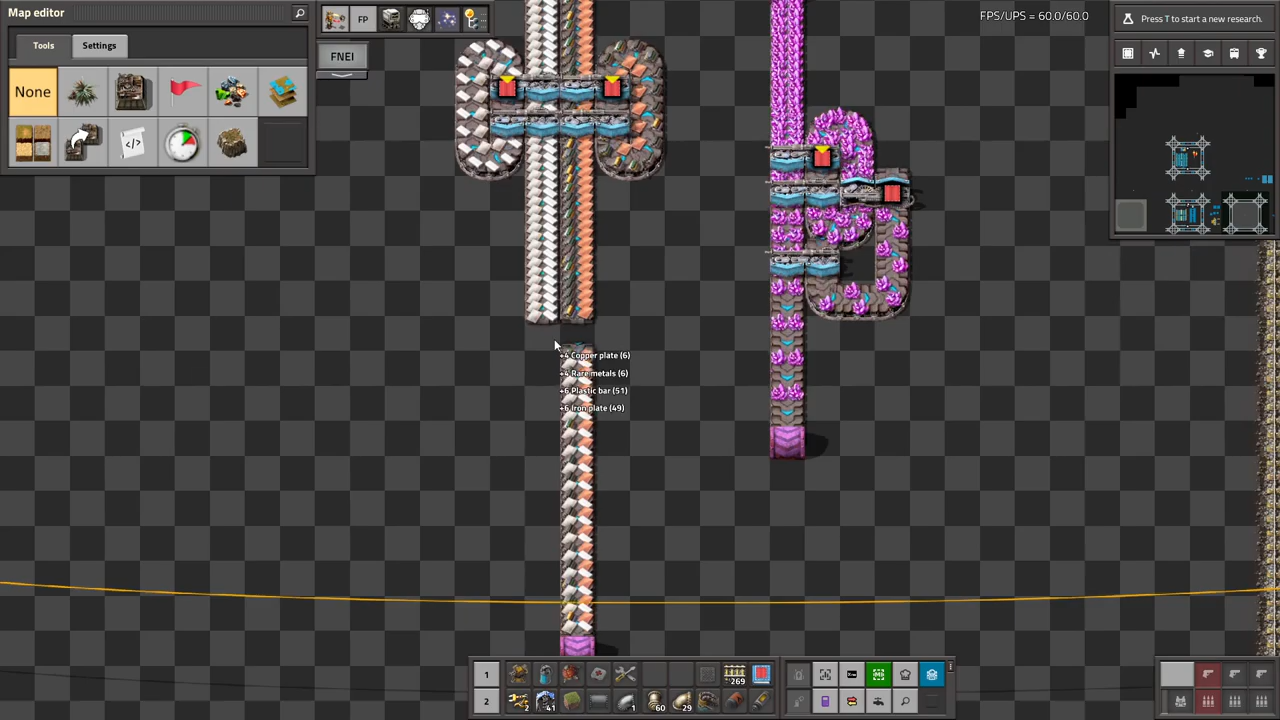 Map editor
Tools
Settings
None
FP
FNEI
FPS/UPS = 60.0/60.0
Press T to start a new research.
+4 Copper plate (6)
+4 Rare metals (6)
+6 Plastic bar (51)
+6 Iron plate (49)
1
269
2
2
41
1
60
29